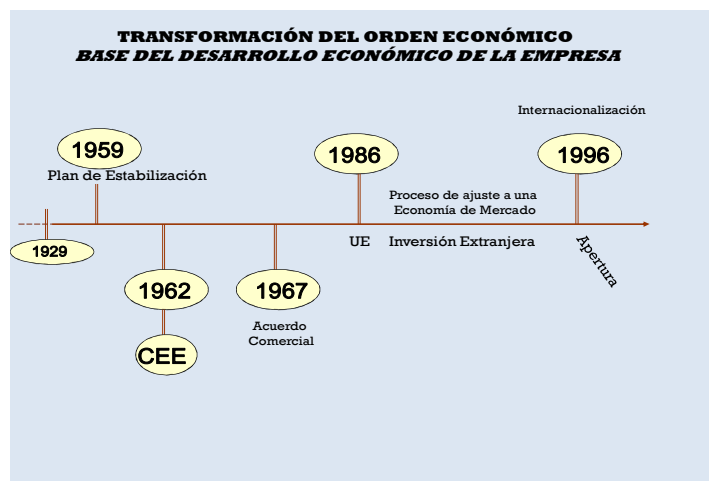 TRANSFORMACIÓN DEL ORDEN ECONÓMICO
BASE DEL DESARROLLO ECONÓMICO DE LA EMPRESA
Internacionalización
1959
1986
1996
Plan de Estabilización
Proceso de ajuste a una
Economía de Mercado
1929
UE
Inversión Extranjera
Apertura
1962
1967
Acuerdo
Comercial
CEE